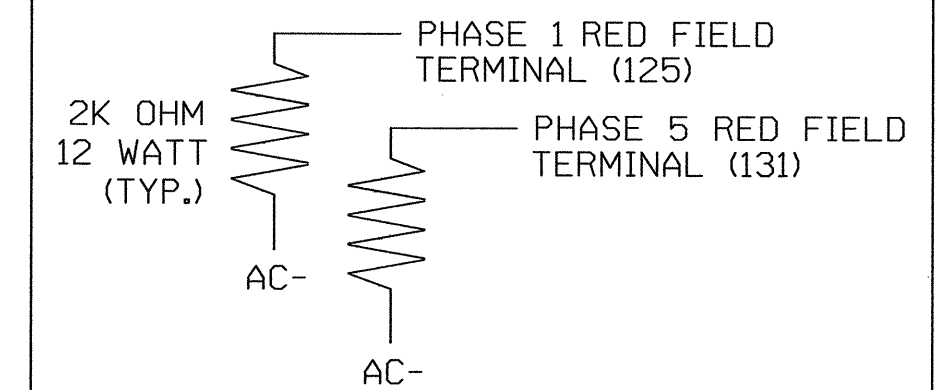 PHASE 1 RED FIELD
TERMINAL (125)
2K OHM
12 WATT
(TYP.)
AC-
PHASE 5 RED FIELD
TERMINAL (131)
AC-